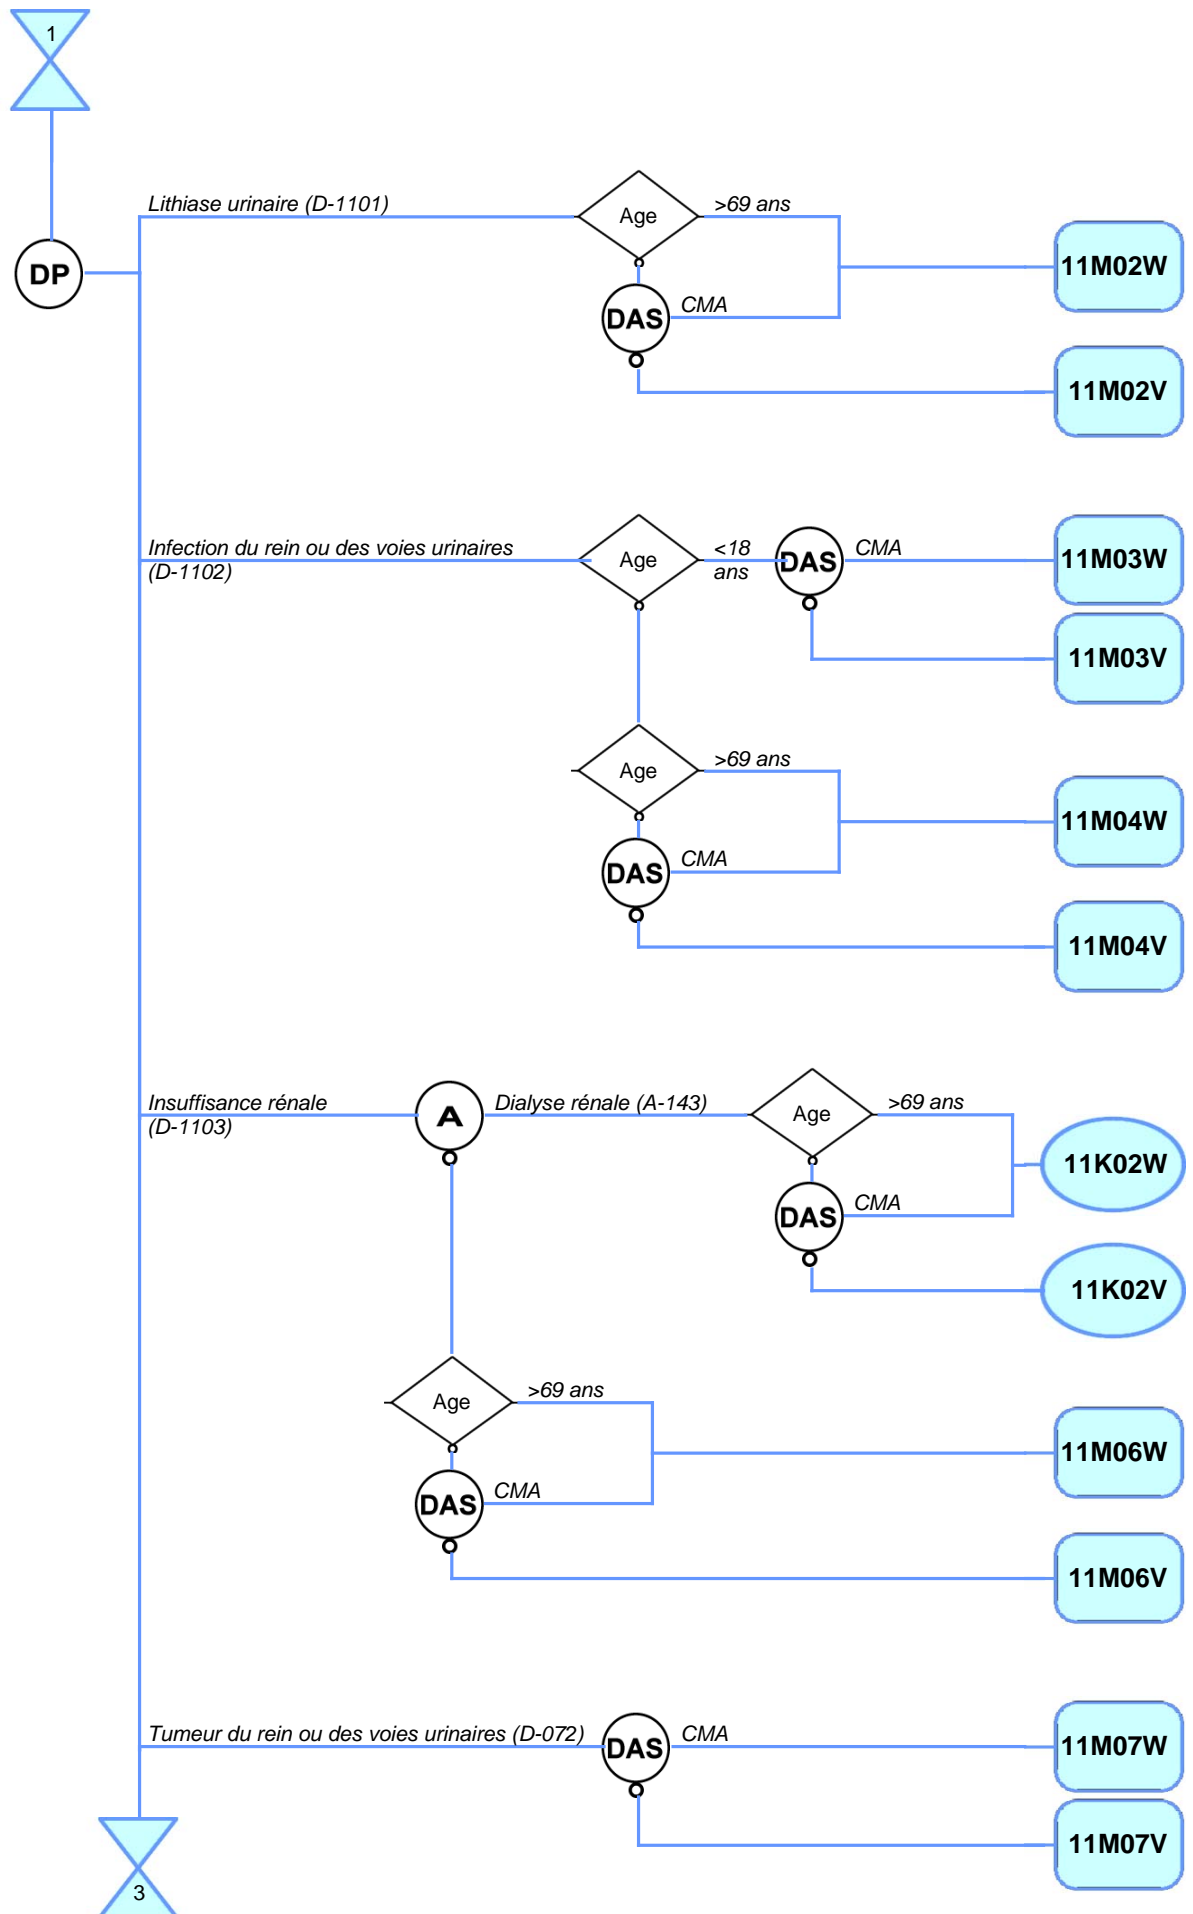 1
DP
Lithiase urinaire (D-1101)
Age
>69 ans
11M02W
DAS
CMA
11M02V
Infection du rein ou des voies urinaires
(D-1102)
Age
<18
ans
DAS
CMA
11M03W
11M03V
Age
>69 ans
11M04W
DAS
CMA
11M04V
Insuffisance rénale
(D-1103)
A
Dialyse rénale (A-143)
Age
>69 ans
11K02W
DAS
CMA
11K02V
Age
>69 ans
11M06W
DAS
CMA
11M06V
Tumeur du rein ou des voies urinaires (D-072)
DAS
CMA
11M07W
11M07V
3